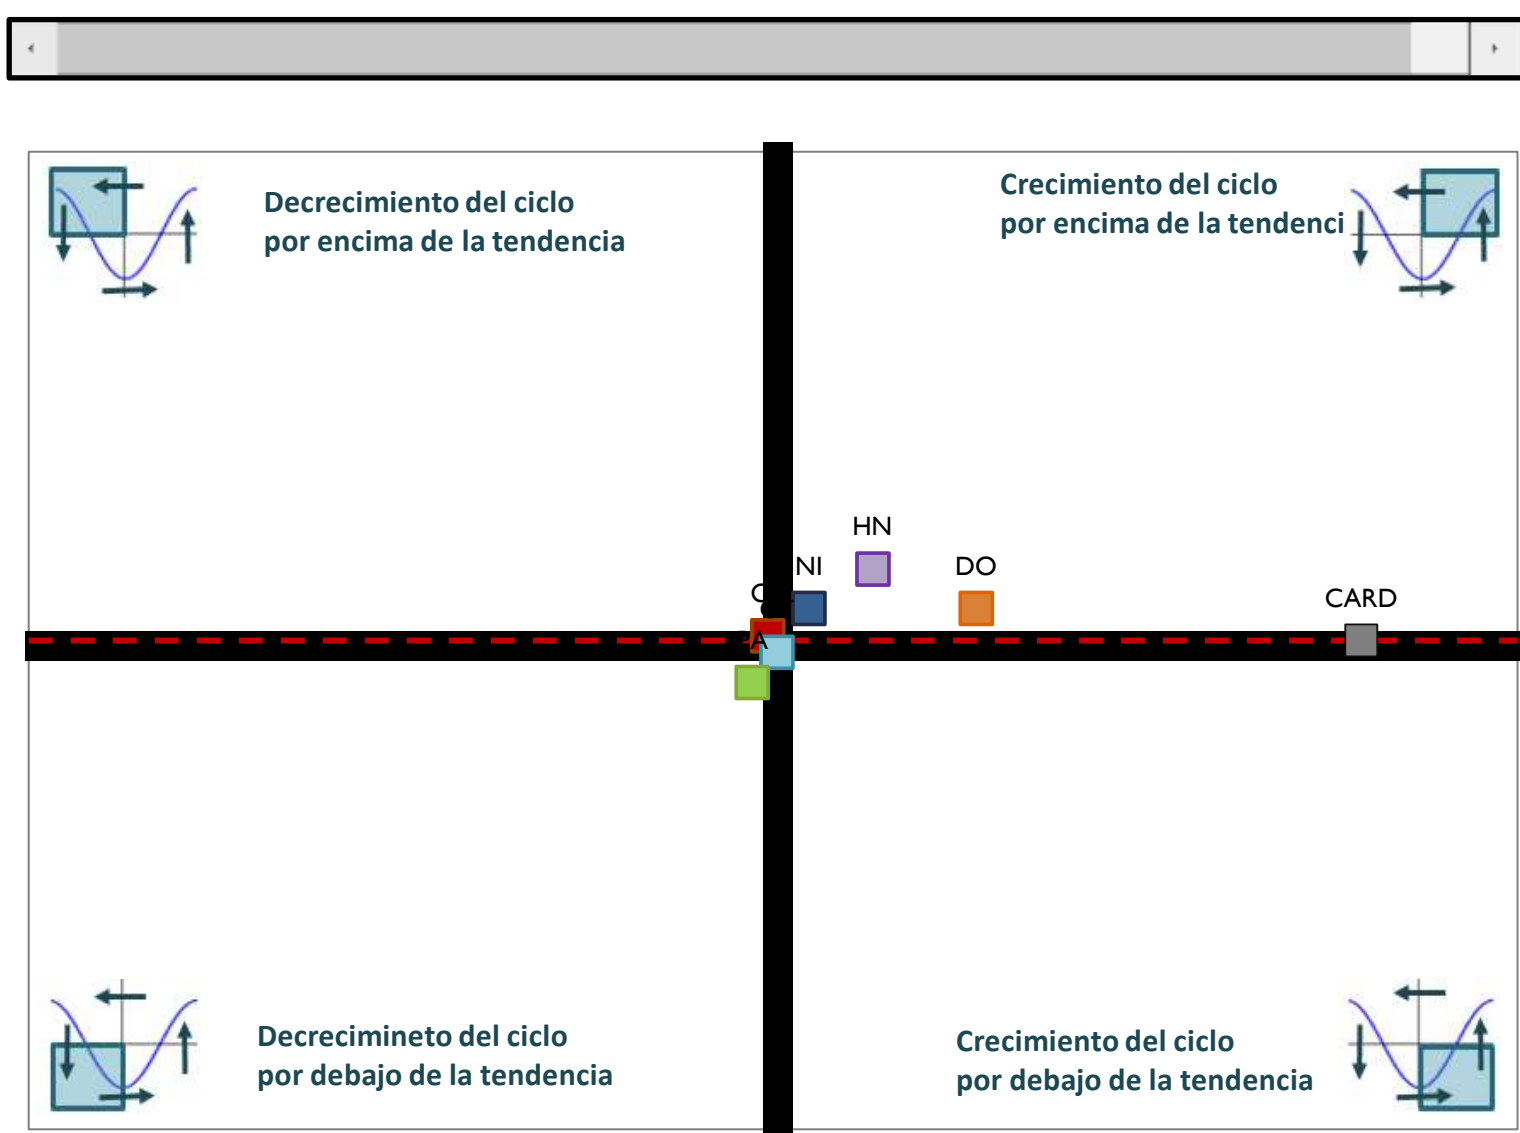 Decrecimiento del ciclo
por encima de la tendencia
Crecimiento del ciclo
por encima de la tendenci
HN
NI
DO
CARD
Decrecimineto del ciclo
por debajo de la tendencia
Crecimiento del ciclo
por debajo de la tendencia